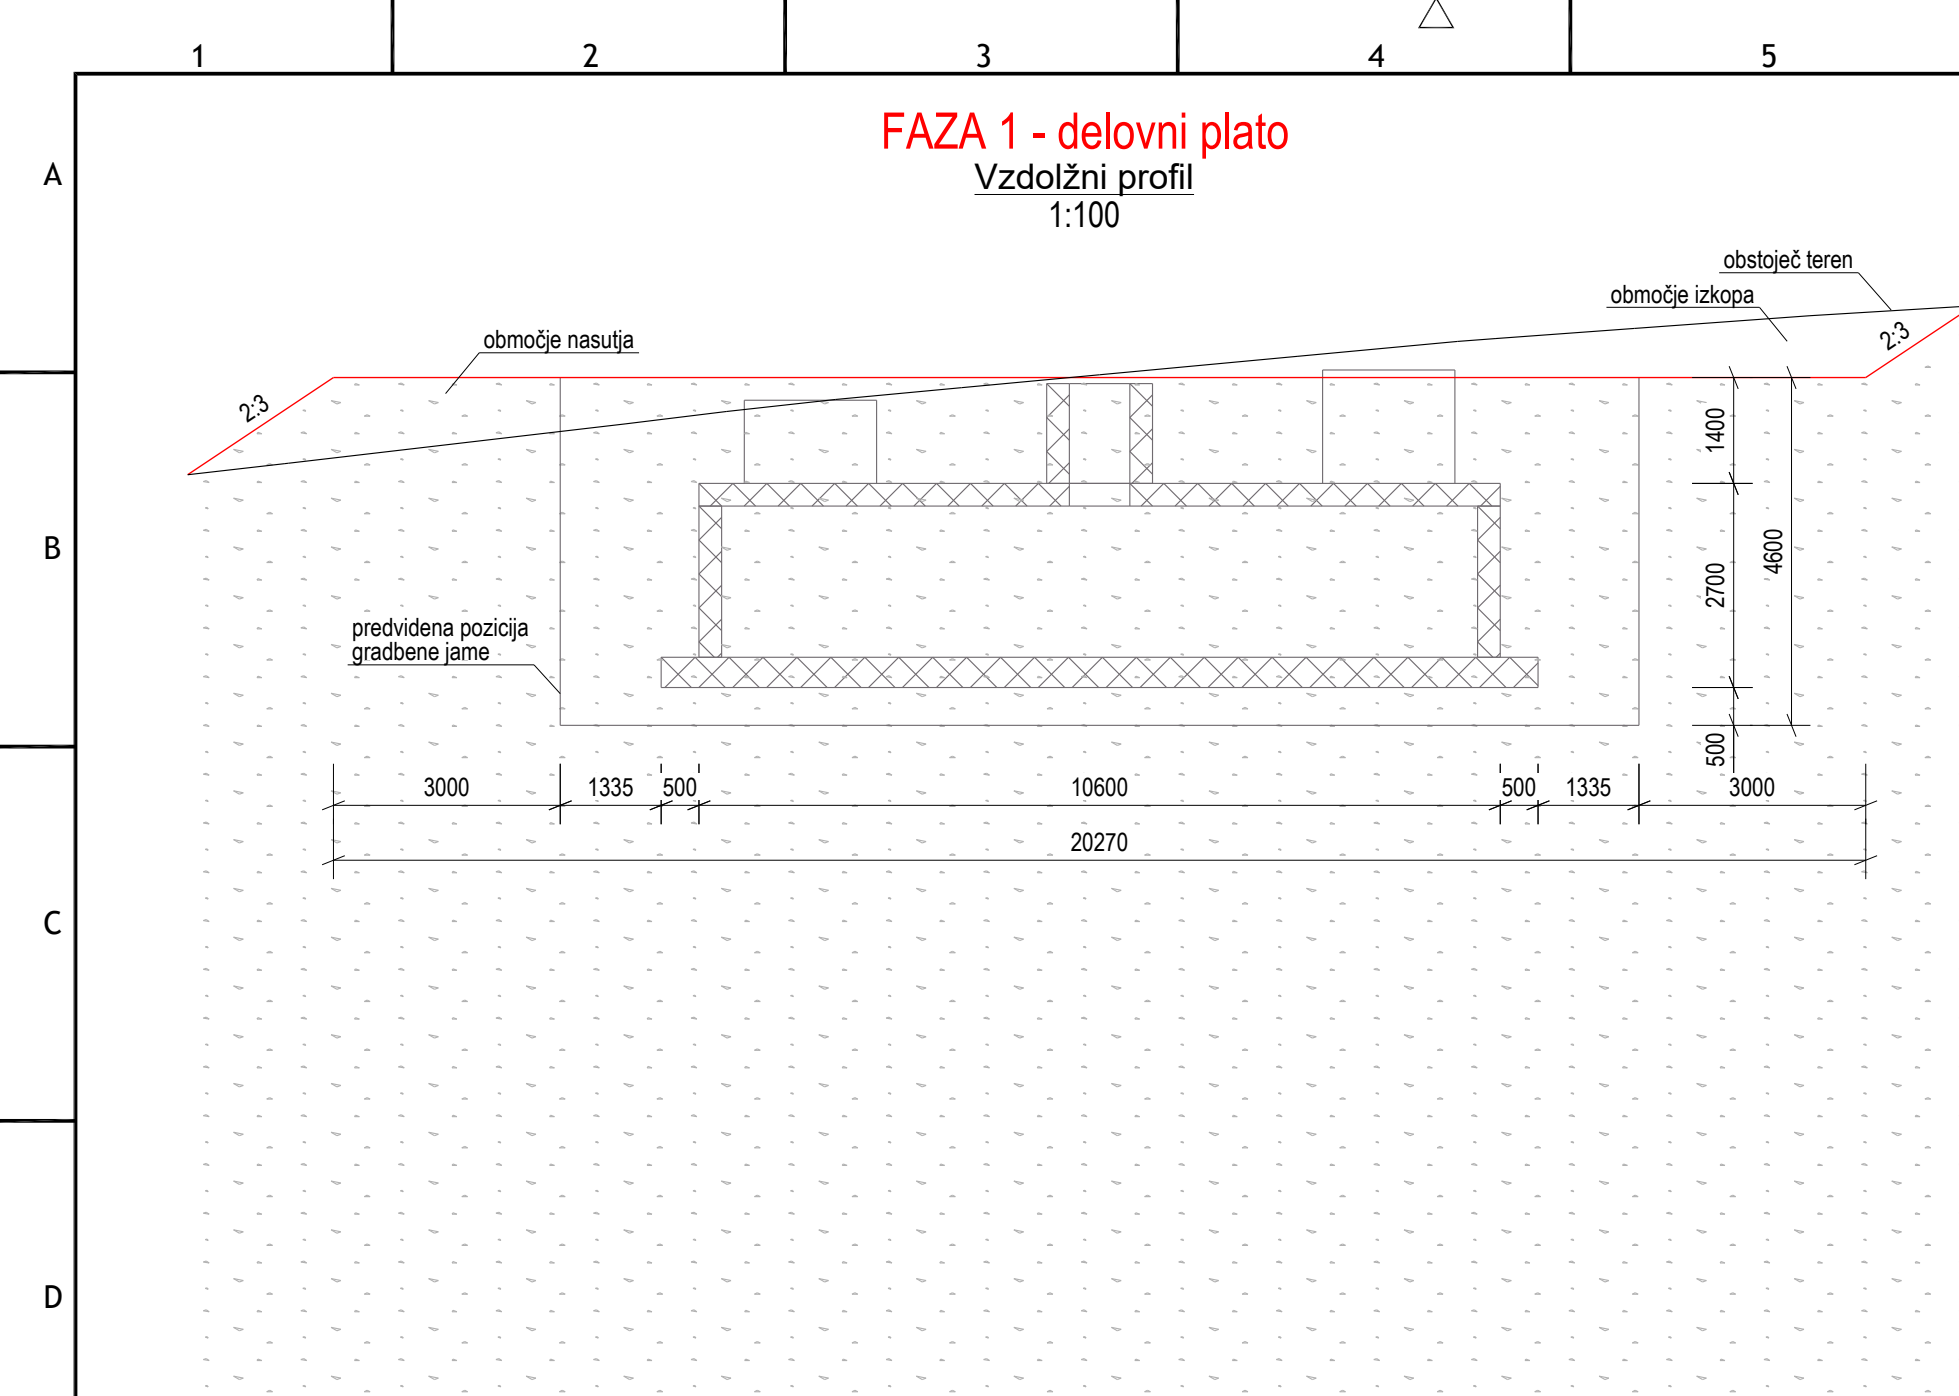 1
2
3
4
5
A
FAZA 1 - delovni plato
Vzdolžni profil
1:100
obstoječ teren
območje izkopa
območje nasutja
2:3
2:3
1400
B
4600
2700
predvidena pozicija
gradbene jame
500
3000
1335
500
10600
500
1335
3000
20270
C
D